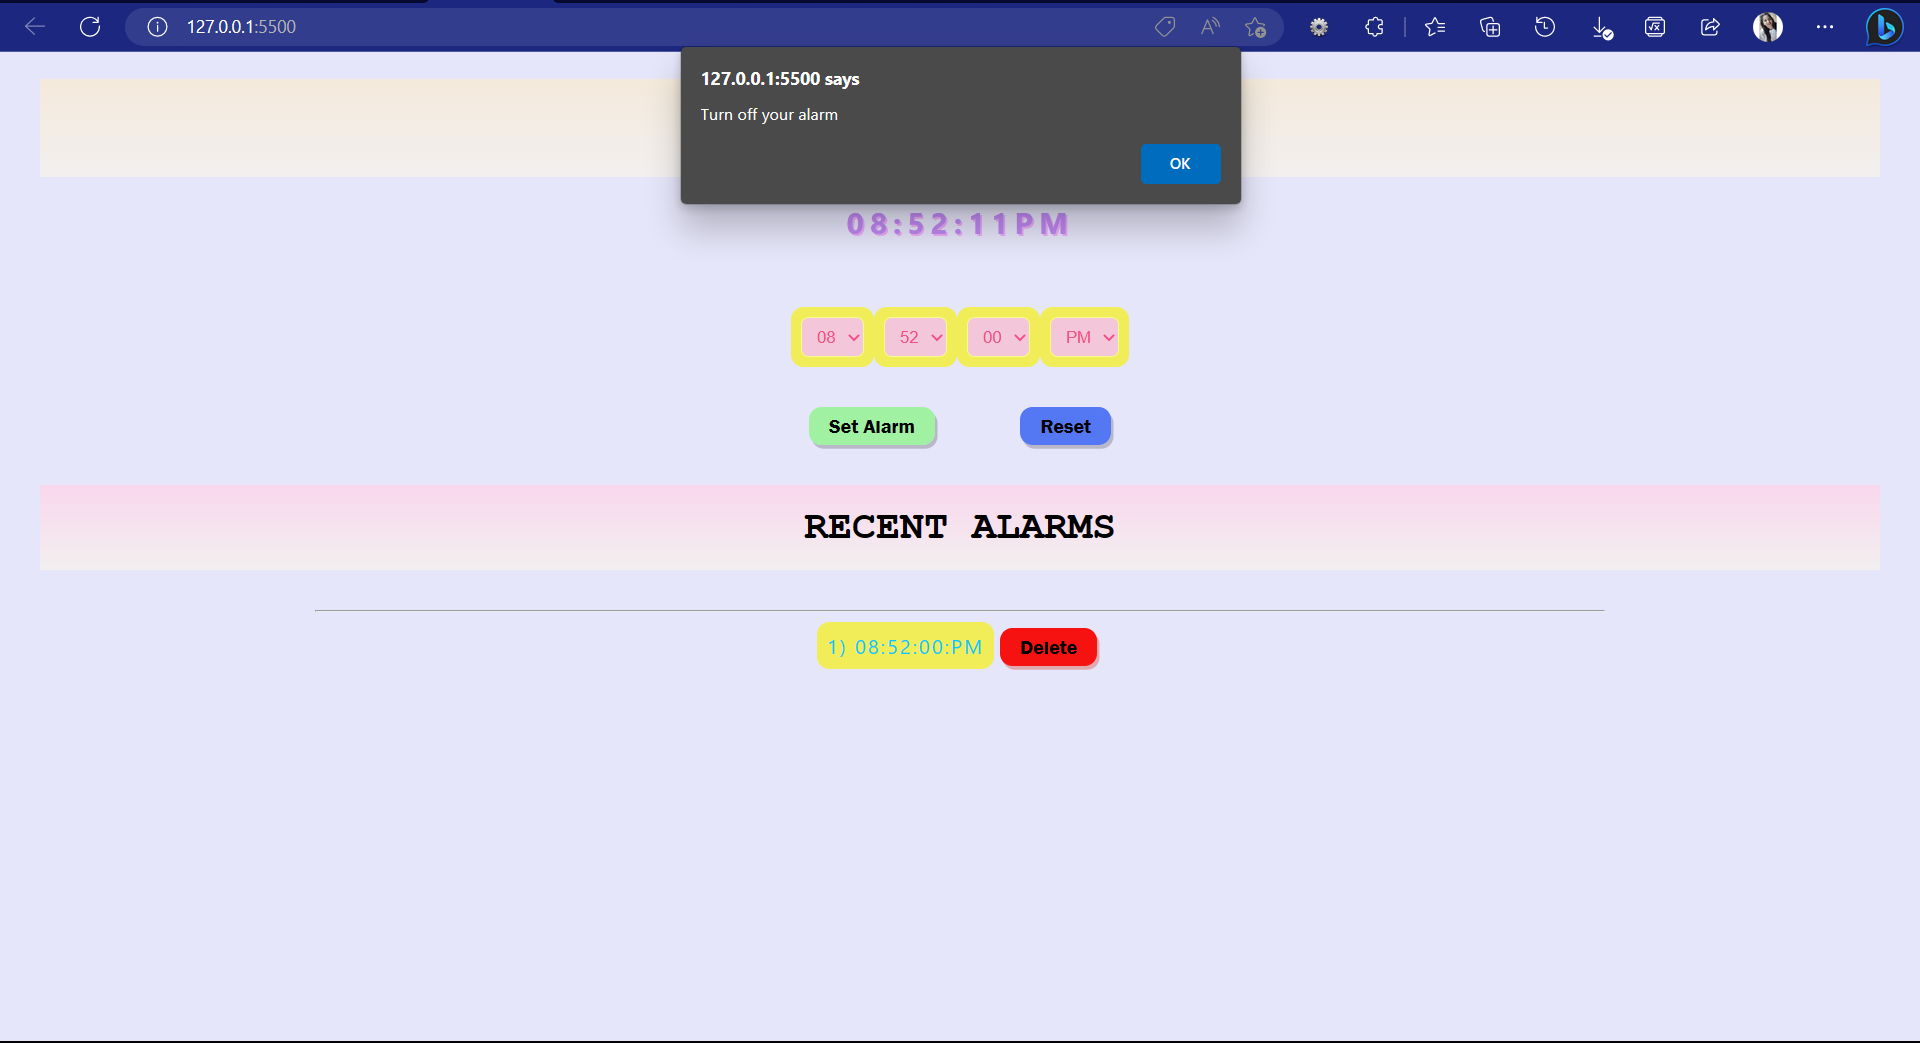 127.0.0.1:5500
127.0.0.1:5500 says
Turn off your alarm
OK
08:52:11PM
08 52 00 PM
Set Alarm Reset
RECENT ALARMS
1) 08:52:00:PM Delete